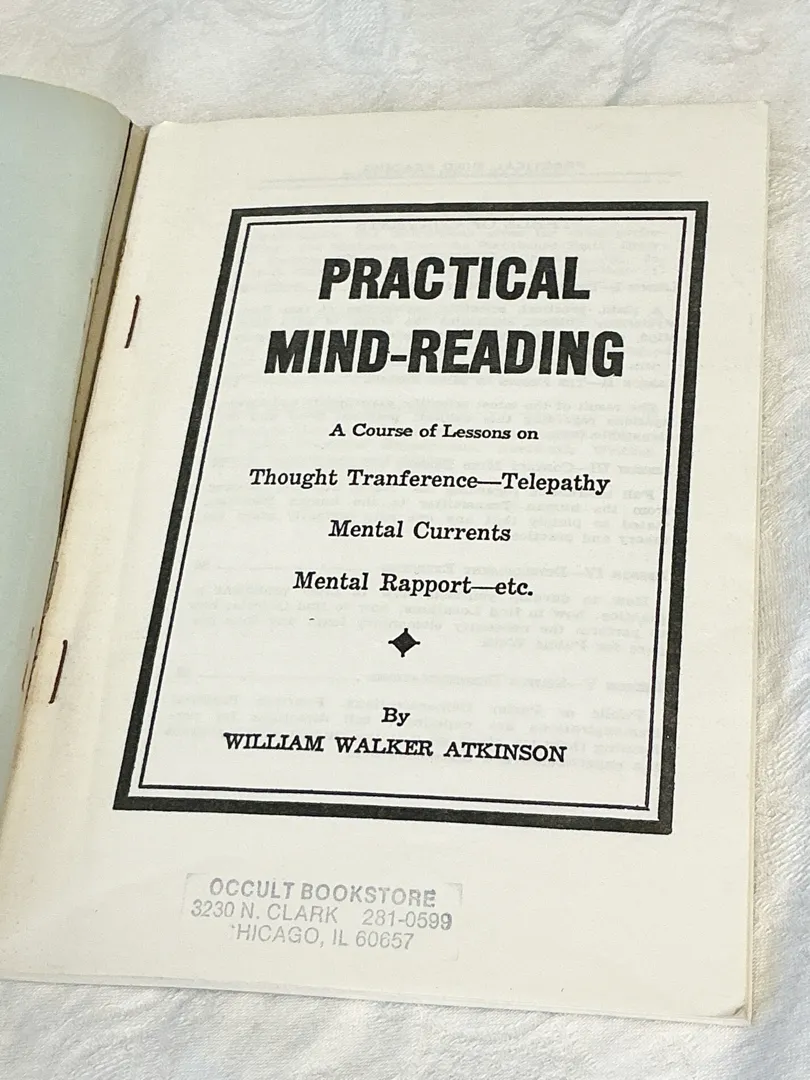 PRACTICAL
MIND-READING
A Course of Lessons on
Thought Tranference—Telepathy
Mental Currents
Mental Rapport—etc.
By
WILLIAM WALKER ATKINSON
OCCULT BOOKSTORE
3230 N. CLARK 281-0599
HICAGO, IL 60657